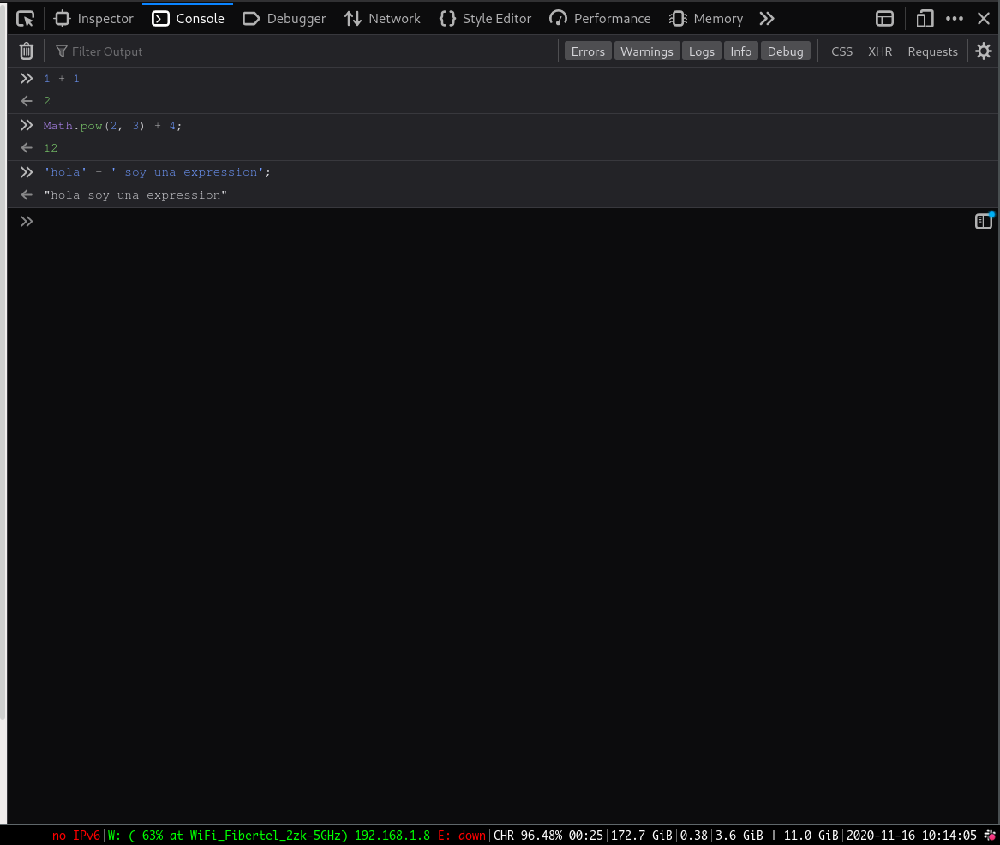 Inspector Console Debugger Network Style Editor Performance Memory
Filter Output Errors Warnings Logs Info Debug CSS XHR Requests
1 + 1
2
Math.pow(2, 3) + 4;
12
'hola' + ' soy una expression';
"hola soy una expression"
no IPv6|W: ( 63% at WiFi_Fibertel_2zk-5GHz) 192.168.1.8|E: down|CHR 96.48% 00:25|172.7 GiB|0.38|3.6 GiB | 11.0 GiB|2020-11-16 10:14:05